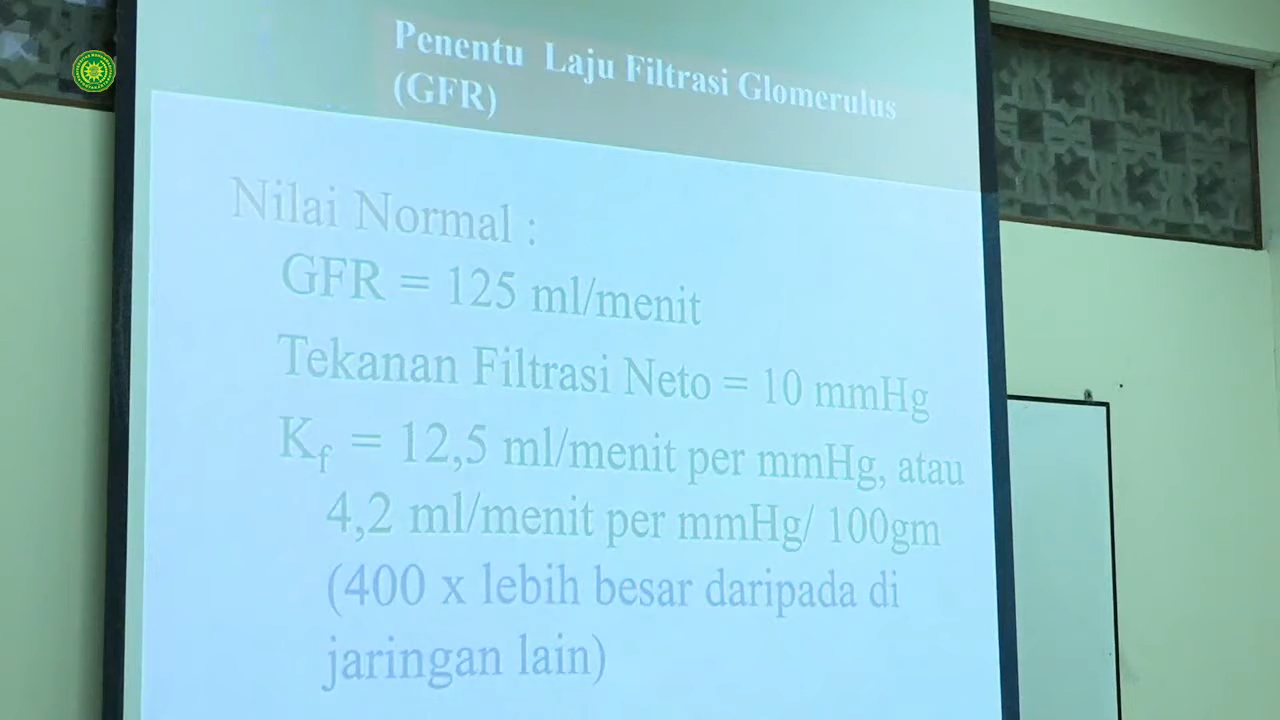 Penentu Laju Filtrasi Glomerulus
(GFR)
Nilai Normal :
GFR = 125 ml/menit
Tekanan Filtrasi Neto = 10 mmHg
Kf = 12,5 ml/menit per mmHg, atau
4,2 ml/menit per mmHg/ 100gm
(400 x lebih besar daripada di
jaringan lain)